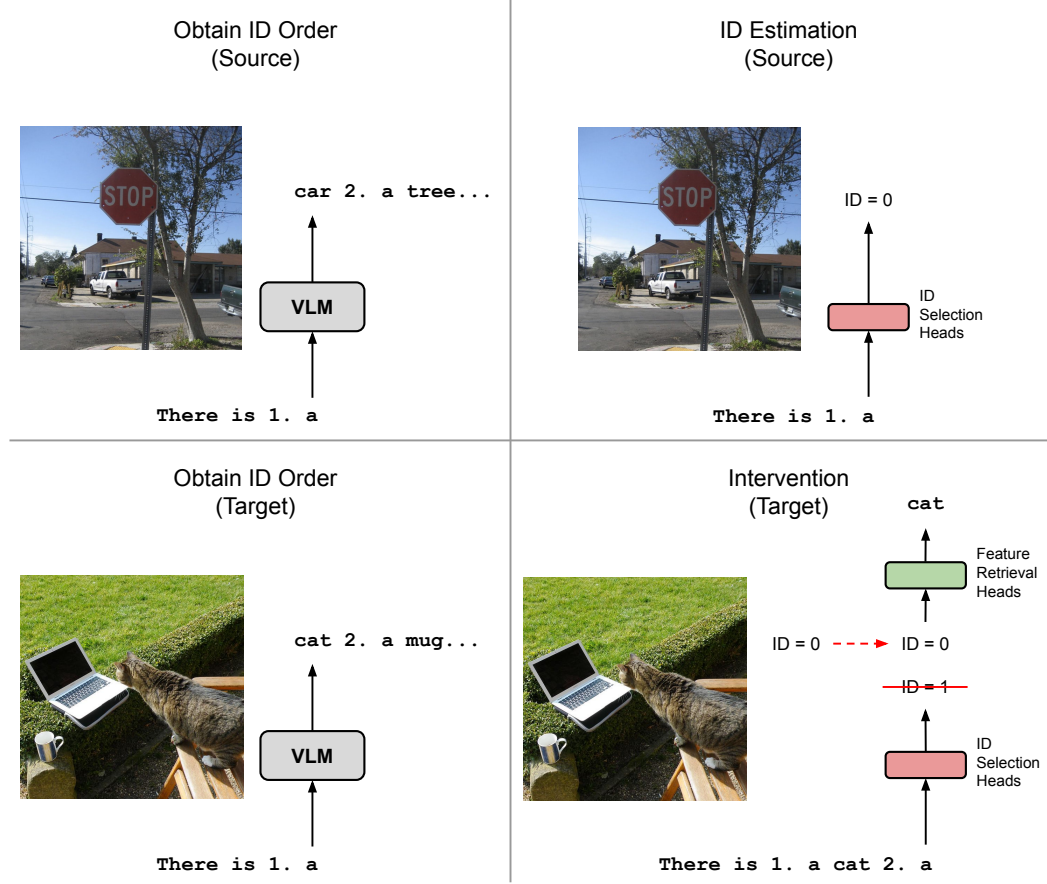 Obtain ID Order
(Source)
STOP
car 2. a tree...
VLM
There is 1. a
ID Estimation
(Source)
STOP
ID = 0
ID
Selection
Heads
There is 1. a
Obtain ID Order
(Target)
cat 2. a mug...
VLM
There is 1. a
Intervention
(Target)
cat
Feature
Retrieval
Heads
ID = 0
ID = 0
ID = 1
ID
Selection
Heads
There is 1. a cat 2. a